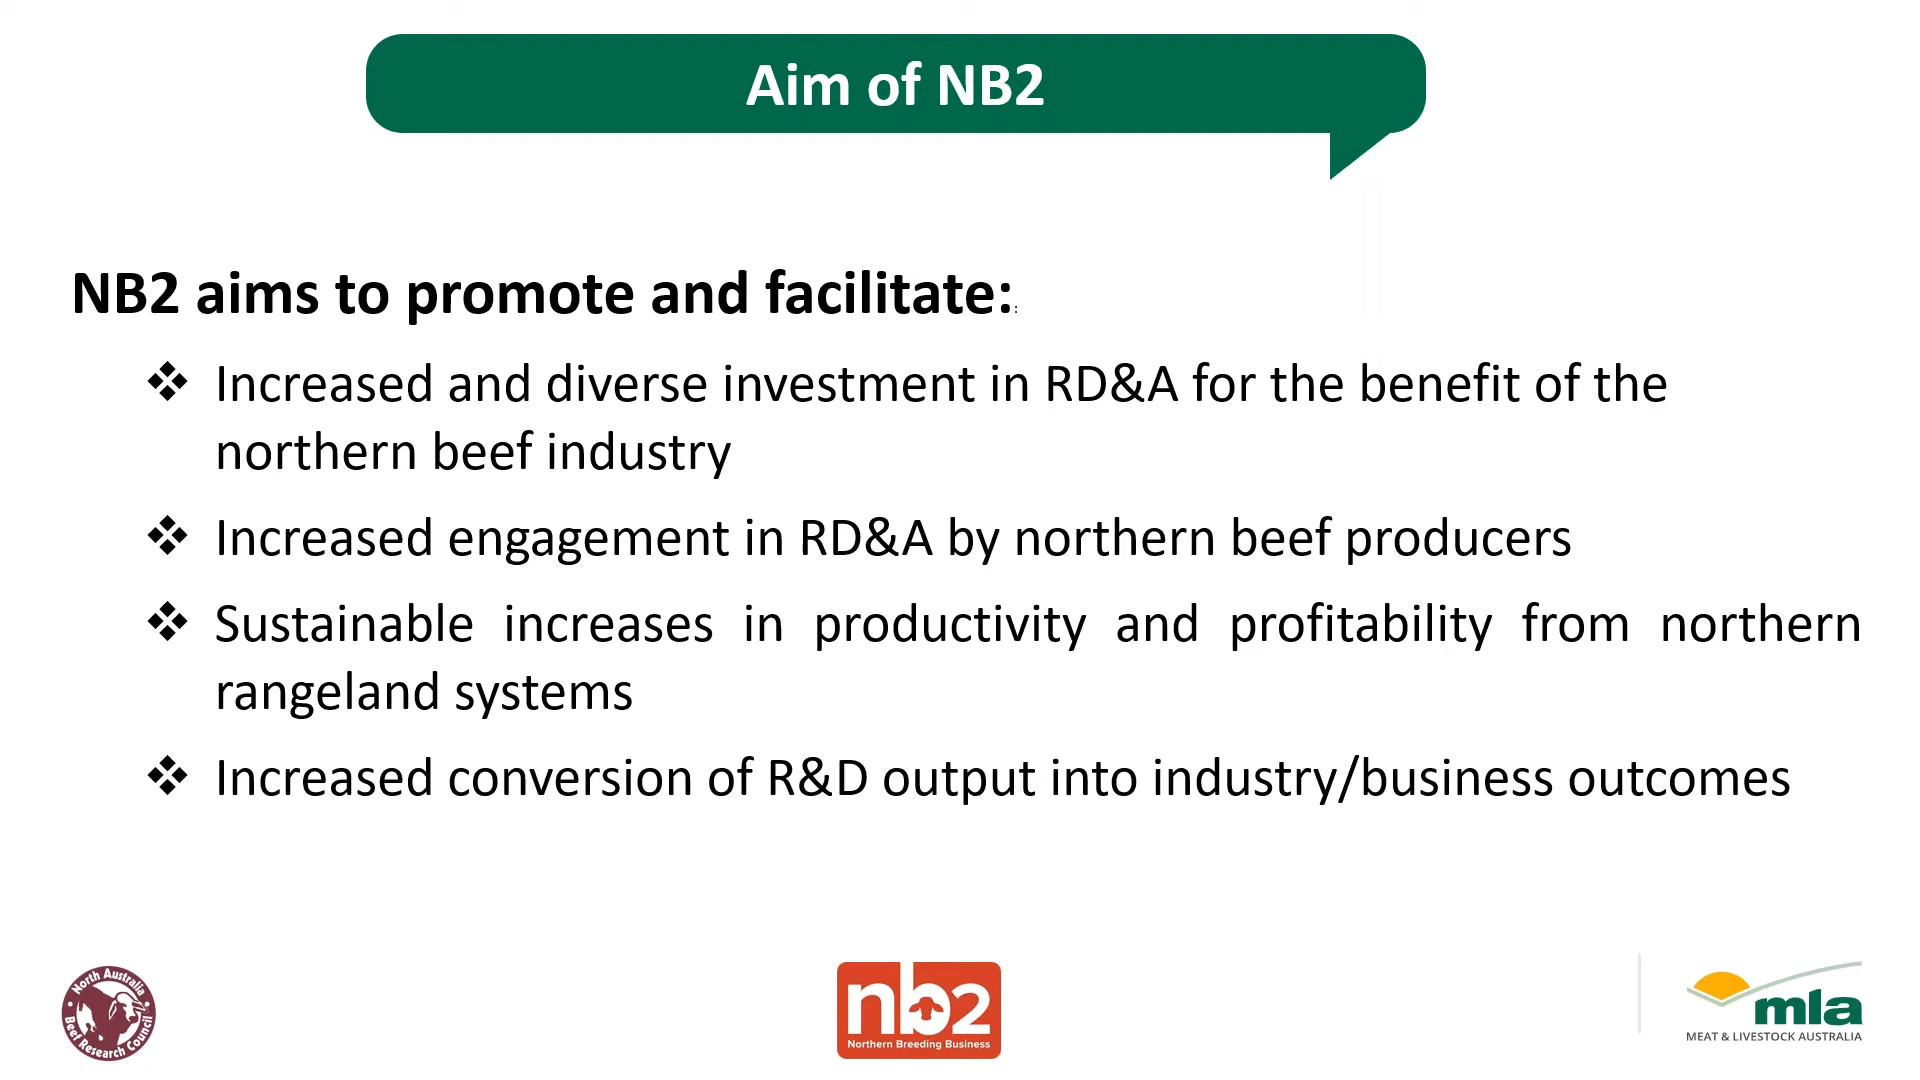 Aim of NB2
NB2 aims to promote and facilitate::
❖ Increased and diverse investment in RD&A for the benefit of the
northern beef industry
❖ Increased engagement in RD&A by northern beef producers
❖ Sustainable increases in productivity and profitability from northern
rangeland systems
❖ Increased conversion of R&D output into industry/business outcomes
North Australia
Beef Research Council
nb2
Northern Breeding Business
mla
MEAT & LIVESTOCK AUSTRALIA